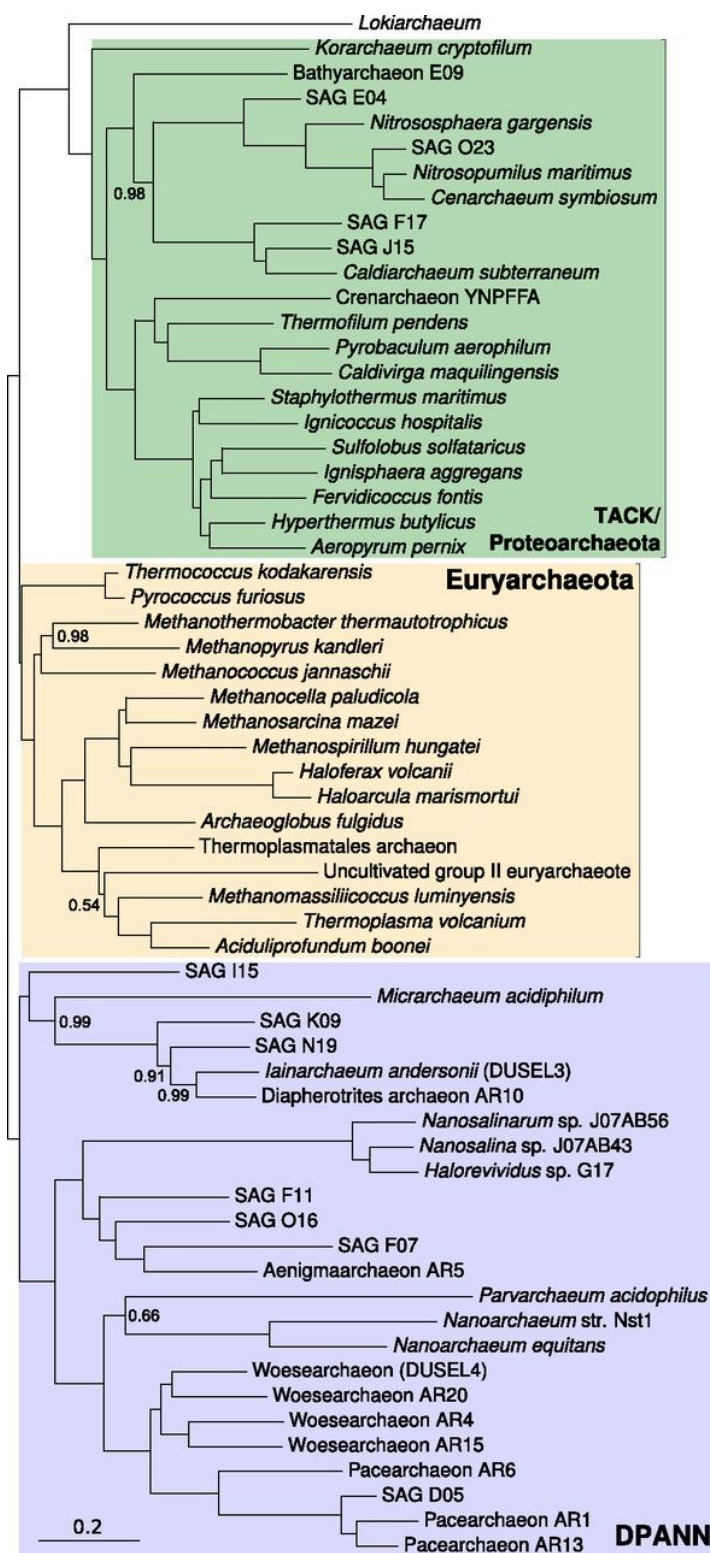 Lokiarchaeum
Korarchaeum cryptofilum
Bathyarchaeon E09
SAG E04
Nitrososphaera gargensis
SAG O23
Nitrosopumilus maritimus
0.98
Cenarchaeum symbiosum
SAG F17
SAG J15
Caldiarchaeum subterraneum
Crenarchaeon YNPFFA
Thermofilum pendens
Pyrobaculum aerophilum
Caldivirga maquilingensis
Staphylothermus maritimus
Ignicoccus hospitalis
Sulfolobus solfataricus
Ignisphaera aggregans
Fervidicoccus fontis
Hyperthermus butylicus
Aeropyrum pernix
TACK/
Proteoarchaeota
Thermococcus kodakarensis
Euryarchaeota
Pyrococcus furiosus
Methanothermobacter thermautotrophicus
0.98
Methanopyrus kandleri
Methanococcus jannaschii
Methanocella paludicola
Methanosarcina mazei
Methanospirillum hungatei
Haloferax volcanii
Haloarcula marismortui
Archaeoglobus fulgidus
Thermoplasmatales archaeon
Uncultivated group II euryarchaeote
0.54
Methanomassiliicoccus luminyensis
Thermoplasma volcanium
Aciduliprofundum boonei
SAG I15
Micrarchaeum acidiphilum
0.99
SAG K09
SAG N19
0.91
Iainarchaeum andersonii (DUSEL3)
0.99
Diapherotrites archaeon AR10
Nanosalinarum sp. J07AB56
Nanosalina sp. J07AB43
Halorevividus sp. G17
SAG F11
SAG O16
SAG F07
Aenigmaarchaeon AR5
Parvarchaeum acidophilus
0.66
Nanoarchaeum str. Nst1
Nanoarchaeum equitans
Woesearchaeon (DUSEL4)
Woesearchaeon AR20
Woesearchaeon AR4
Woesearchaeon AR15
Pacearchaeon AR6
SAG D05
Pacearchaeon AR1
Pacearchaeon AR13
0.2
DPANN